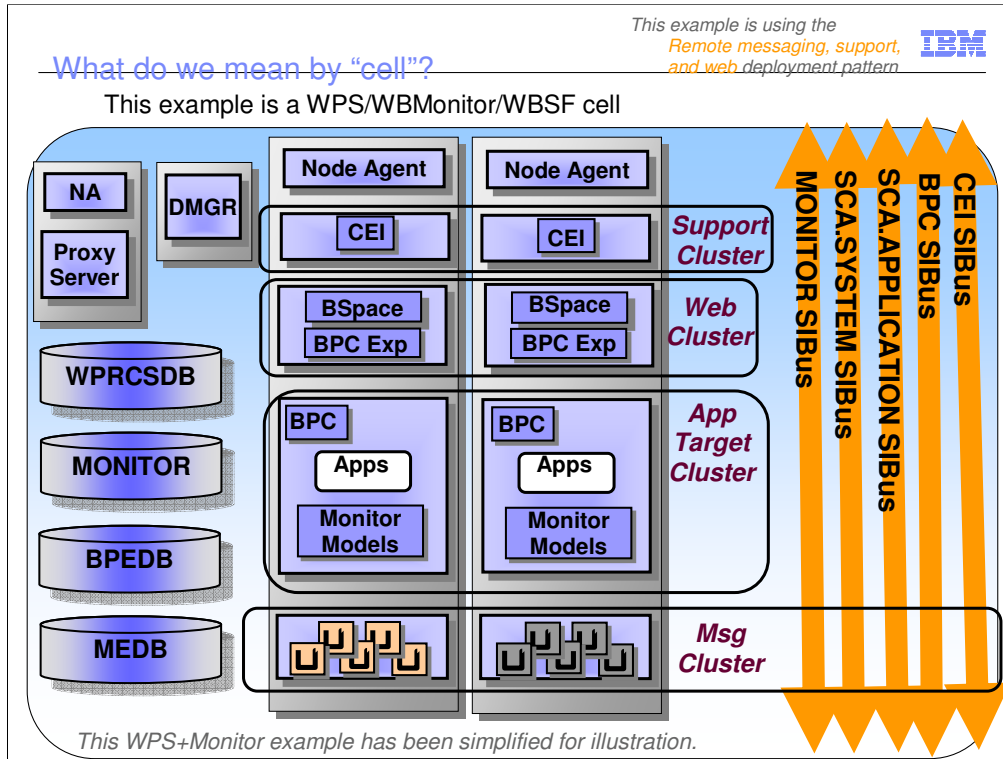 This example is using the
Remote messaging, support,
and web deployment pattern
IBM
What do we mean by “cell”?
This example is a WPS/WBMonitor/WBSF cell
NA
Proxy
Server
DMGR
WPRCSDB
MONITOR
BPEDB
MEDB
Node Agent
CEI
BSpace
BPC Exp
BPC
Apps
Monitor
Models
Node Agent
CEI
BSpace
BPC Exp
BPC
Apps
Monitor
Models
Support
Cluster
Web
Cluster
App
Target
Cluster
Msg
Cluster
MONITOR SIBus
SCA.SYSTEM SIBus
SCA.APPLICATION SIBus
BPC SIBus
CEI SIBus
This WPS+Monitor example has been simplified for illustration.